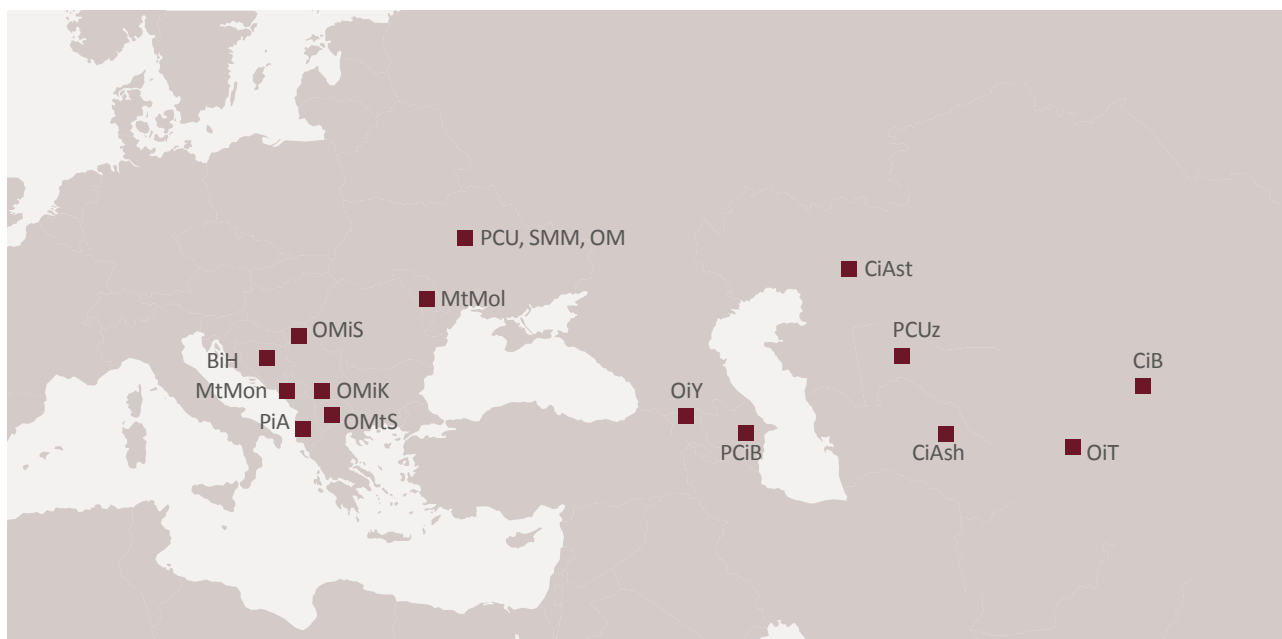 PCU, SMM, OM
CiAst
MtMol
OMiS
PCUz
BiH
CiB
MtMon
OMiK
OiY
PiA
OMtS
PCiB
CiAsh
OiT